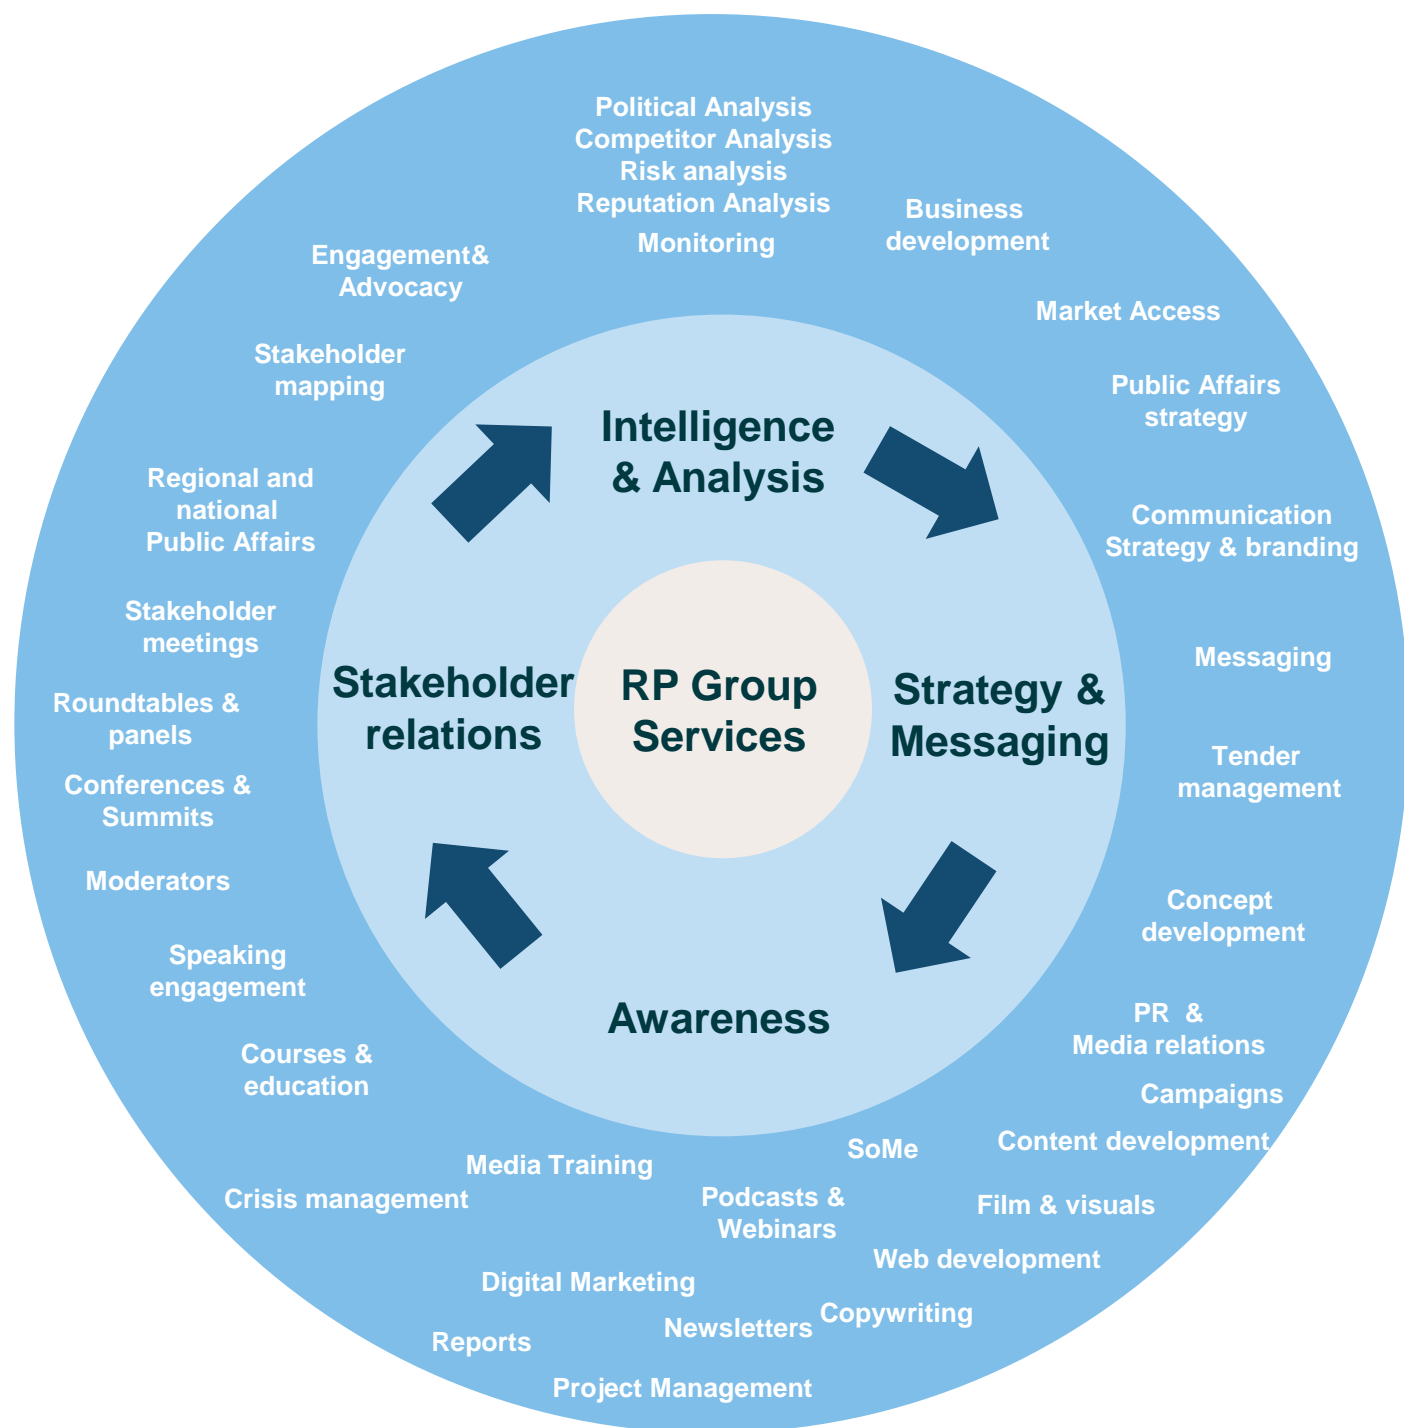 Political Analysis
Competitor Analysis
Risk analysis
Reputation Analysis
Monitoring
Business
development
Market Access
Public Affairs
strategy
Communication
Strategy & branding
Messaging
Tender
management
Concept
development
PR &
Media relations
Campaigns
Content development
SoMe
Film & visuals
Podcasts &
Webinars
Web development
Copywriting
Newsletters
Project Management
Reports
Digital Marketing
Media Training
Crisis management
Courses &
education
Speaking
engagement
Moderators
Conferences &
Summits
Roundtables &
panels
Stakeholder
meetings
Regional and
national
Public Affairs
Stakeholder
mapping
Engagement&
Advocacy
Intelligence
& Analysis
Strategy &
Messaging
Awareness
Stakeholder
relations
RP Group
Services